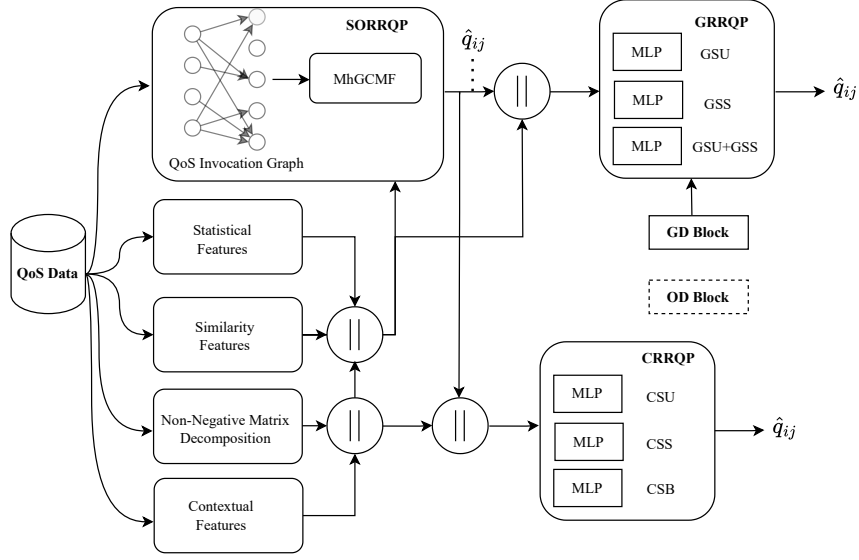 SORRQP
MhGCMF
QoS Invocation Graph
q̂ij
||
GRRQP
MLP GSU
MLP GSS
MLP GSU+GSS
q̂ij
GD Block
OD Block
QoS Data
Statistical
Features
Similarity
Features
||
Non-Negative Matrix
Decomposition
||
||
Contextual
Features
CRRQP
MLP CSU
MLP CSS
MLP CSB
q̂ij